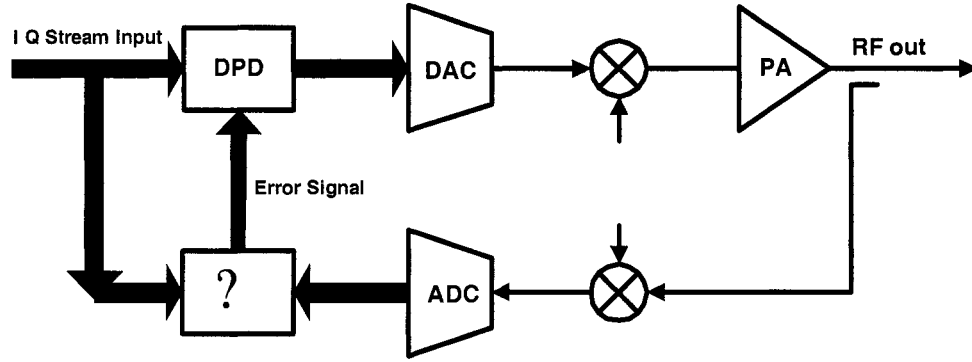 I Q Stream Input
DPD
DAC
PA
RF out
Error Signal
?
ADC